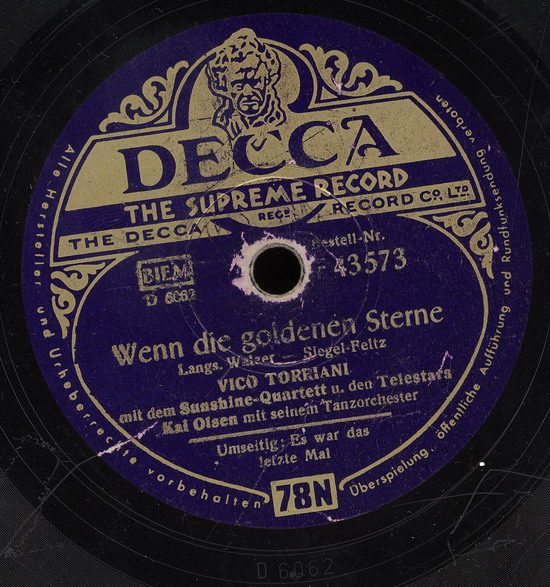 DECCA
THE SUPREME RECORD
THE DECCA REGD RECORD CO. LTD.
BIEM
D 6062
Bestell-Nr.
F 43573
Wenn die goldenen Sterne
Langs. Walzer — Siegel-Feltz
VICO TORRIANI
mit dem Sunshine-Quartett u. den Telestars
Kai Olsen mit seinem Tanzorchester
Umseitig: Es war das
letzte Mal
78N
Alle Hersteller- und Urheberrechte vorbehalten
Überspielung, öffentliche Aufführung und Rundfunksendung verboten
D 6062